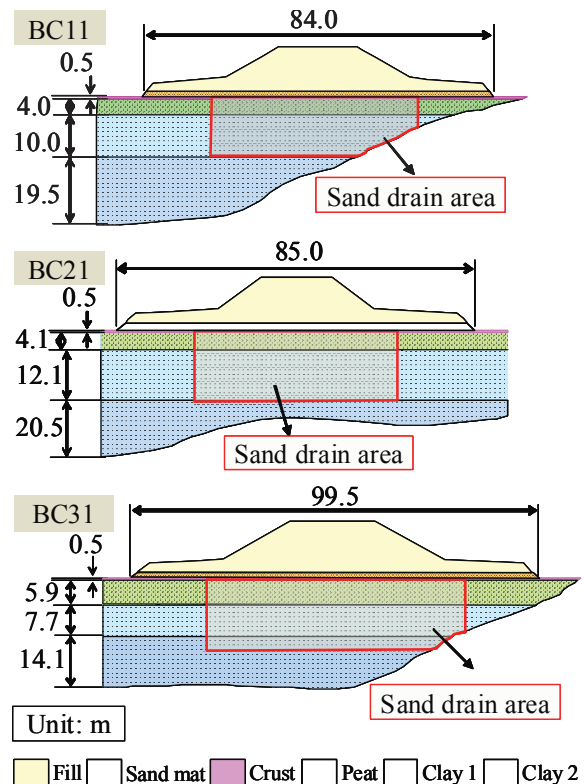 BC11
84.0
0.5
4.0
10.0
19.5
Sand drain area
BC21
85.0
0.5
4.1
12.1
20.5
Sand drain area
BC31
99.5
0.5
5.9
7.7
14.1
Sand drain area
Unit: m
Fill Sand mat Crust Peat Clay 1 Clay 2